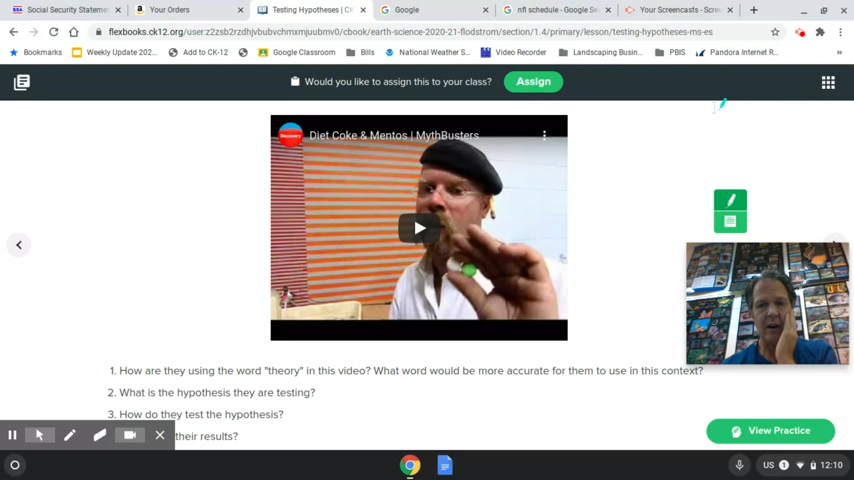 Social Security Statemen
Your Orders
Testing Hypotheses | CK
Google
nfl schedule - Google Se
Your Screencasts - Scree
flexbooks.ck12.org/user:z2zsb2rzdhjvbubvchmxmjuubmv0/cbook/earth-science-2020-21-flodstrom/section/1.4/primary/lesson/testing-hypotheses-ms-es
Bookmarks
Weekly Update 202...
Add to CK-12
Google Classroom
Bills
National Weather S...
Video Recorder
Landscaping Busin...
PBIS
Pandora Internet R...
»
Would you like to assign this to your class?
Assign
Discovery
Diet Coke & Mentos | MythBusters
1. How are they using the word "theory" in this video? What word would be more accurate for them to use in this context?
2. What is the hypothesis they are testing?
3. How do they test the hypothesis?
their results?
View Practice
US
1
12:10